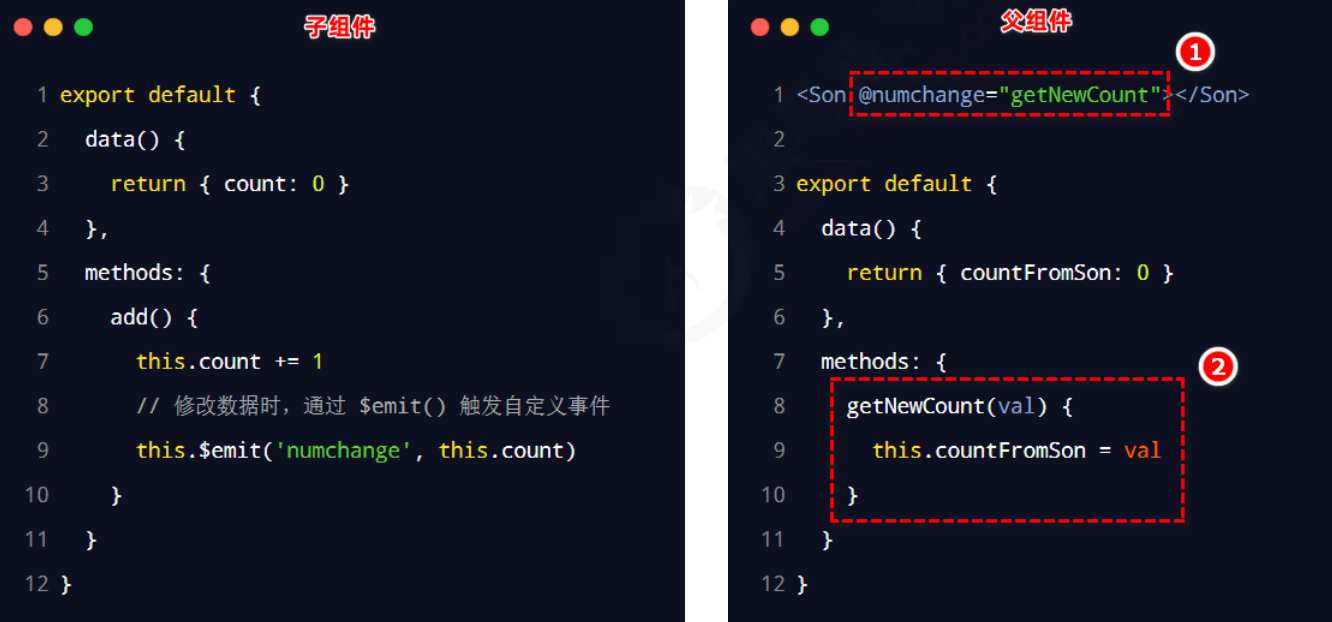 子组件
1 export default {
2 data() {
3 return { count: 0 }
4 },
5 methods: {
6 add() {
7 this.count += 1
8 // 修改数据时，通过 $emit() 触发自定义事件
9 this.$emit('numchange', this.count)
10 }
11 }
12 }
父组件
1
1 <Son @numchange="getNewCount"></Son>
2
3 export default {
4 data() {
5 return { countFromSon: 0 }
6 },
7 methods: {
2
8 getNewCount(val) {
9 this.countFromSon = val
10 }
11 }
12 }